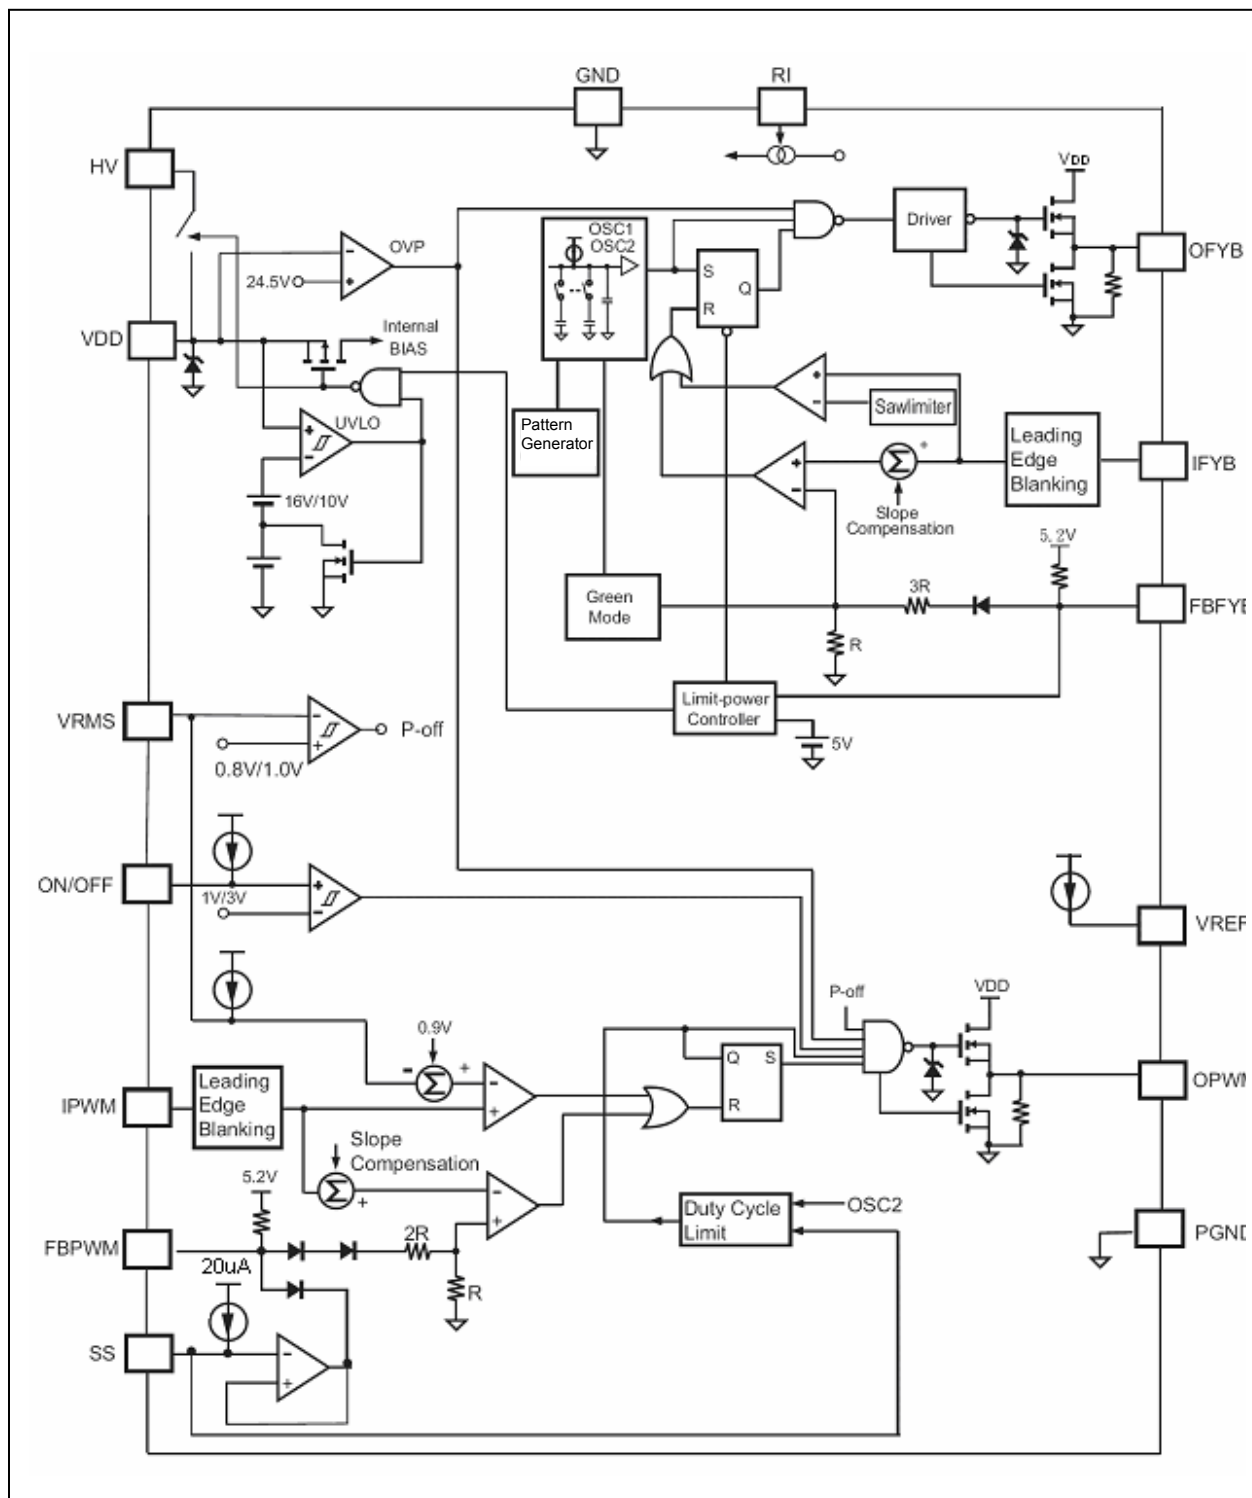 GND
RI
HV
VDD
OSC1
OSC2
Driver
OVP
OFYB
24.5V
S
Q
R
VDD
Internal
BIAS
Sawlimiter
UVLO
Pattern
Generator
Leading
Edge
Blanking
IFYB
Σ
16V/10V
Slope
Compensation
5.2V
Green
Mode
3R
FBFYB
R
VRMS
P-off
Limit-power
Controller
0.8V/1.0V
5V
ON/OFF
1V/3V
VREF
P-off
VDD
0.9V
Q
S
Σ
R
IPWM
Leading
Edge
Blanking
OPWM
Slope
Compensation
Σ
5.2V
Duty Cycle
Limit
OSC2
FBPWM
2R
PGND
20uA
R
SS